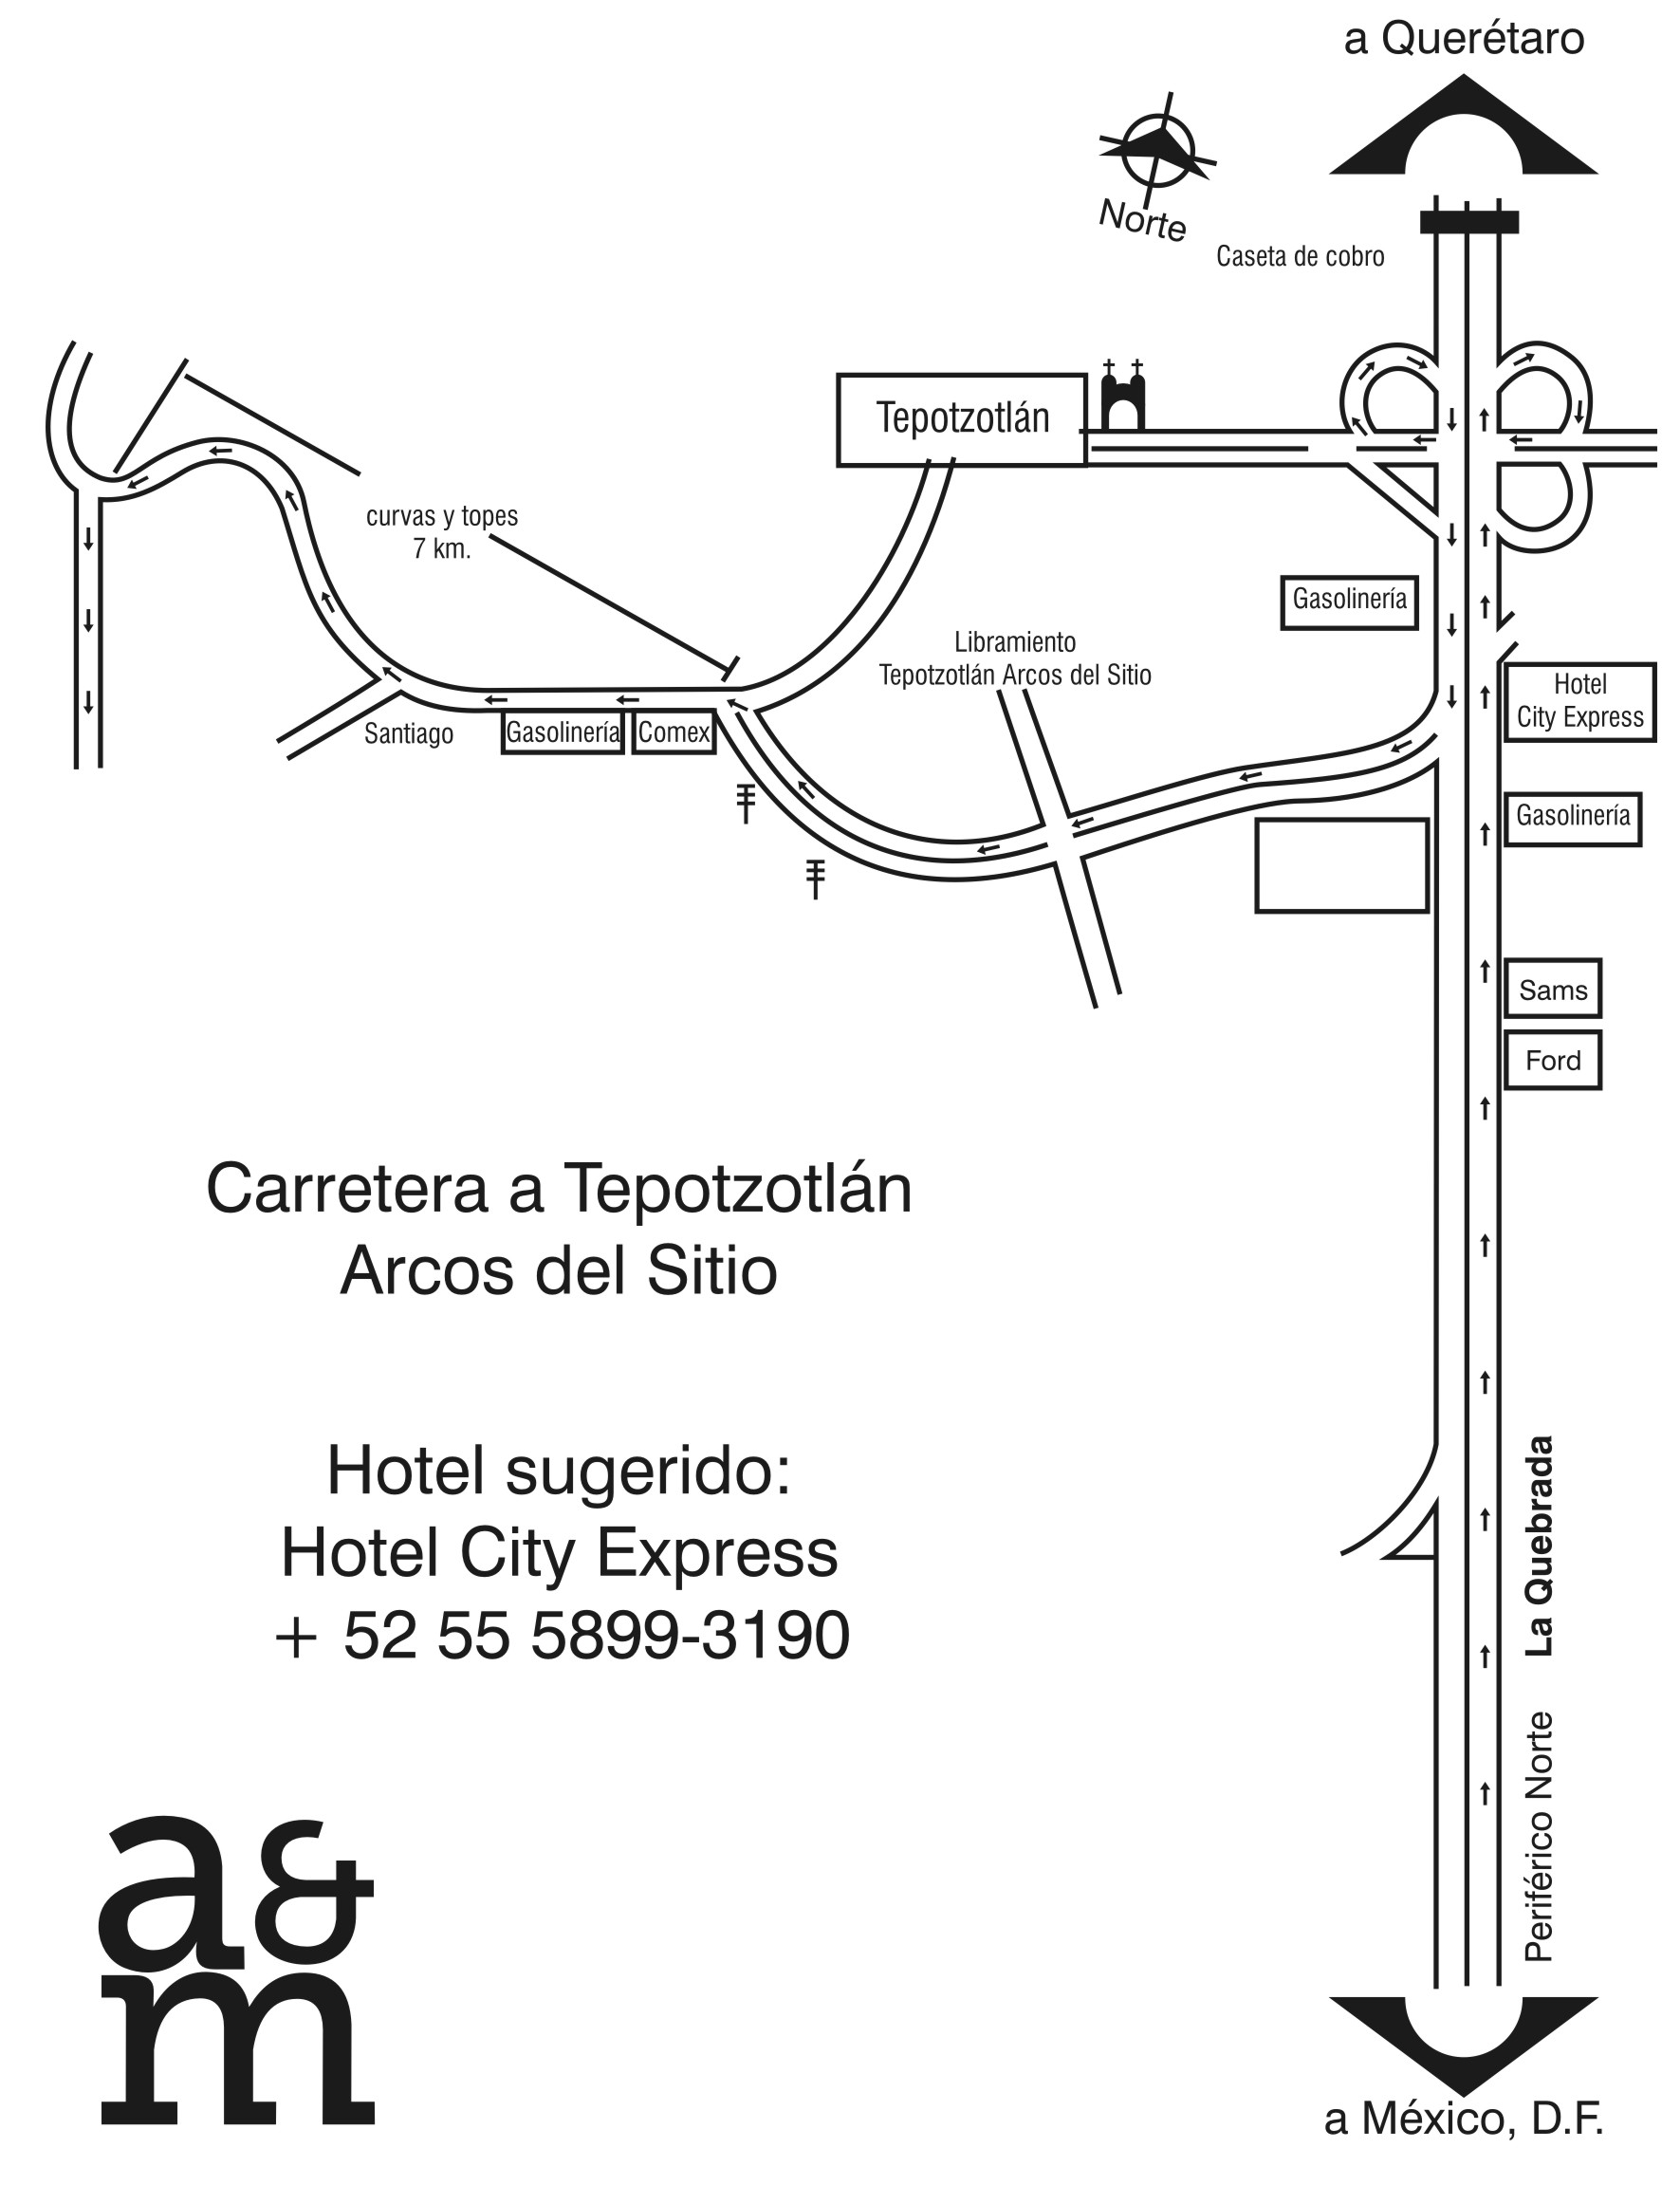 a Querétaro
Norte
Caseta de cobro
Tepotzotlán
curvas y topes
7 km.
Gasolinería
Libramiento
Tepotzotlán Arcos del Sitio
Hotel
City Express
Santiago
Gasolinería
Comex
Gasolinería
Sams
Ford
Carretera a Tepotzotlán
Arcos del Sitio
Hotel sugerido:
Hotel City Express
+ 52 55 5899-3190
La Quebrada
Periférico Norte
a&
m
a México, D.F.